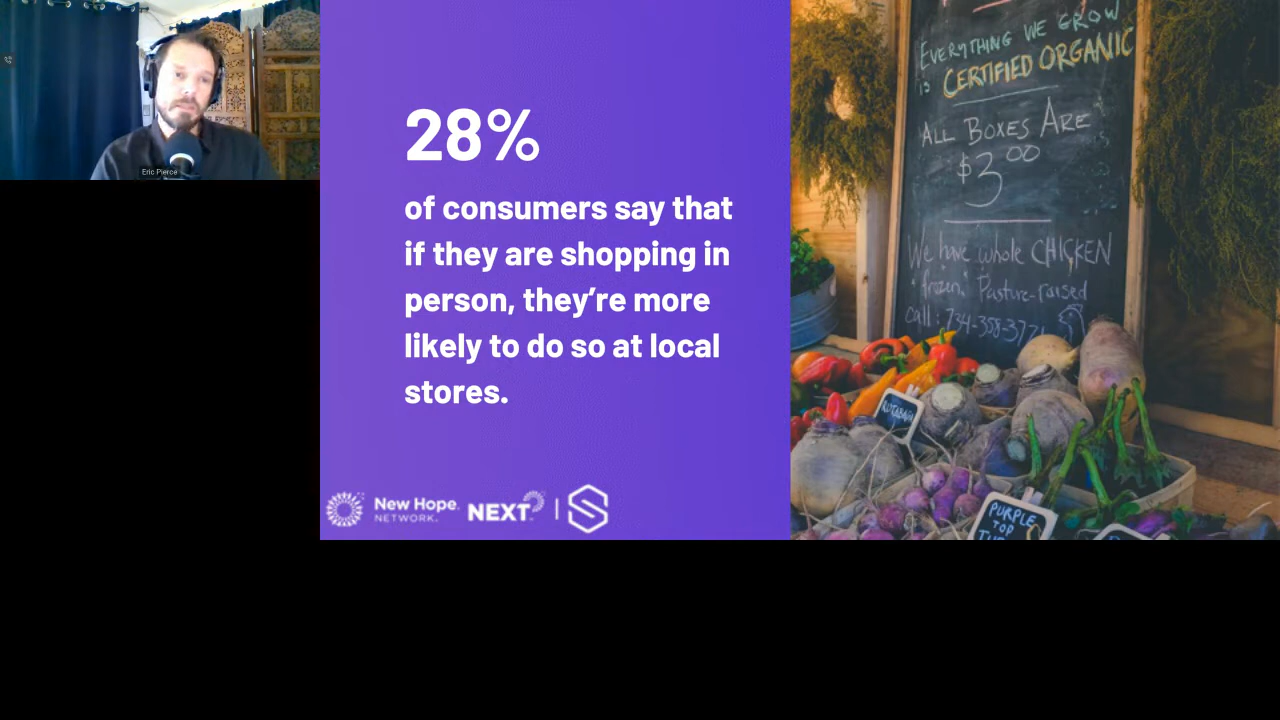 Eric Pierce
28%
of consumers say that
if they are shopping in
person, they’re more
likely to do so at local
stores.
New Hope
NETWORK.
NEXT
EVERYTHING WE GROW
is CERTIFIED ORGANIC
ALL BOXES ARE
$3.00
We have whole CHICKEN
"frozen" Pasture-raised
call: 734-358-377
RUTABAGA
PURPLE
TOP